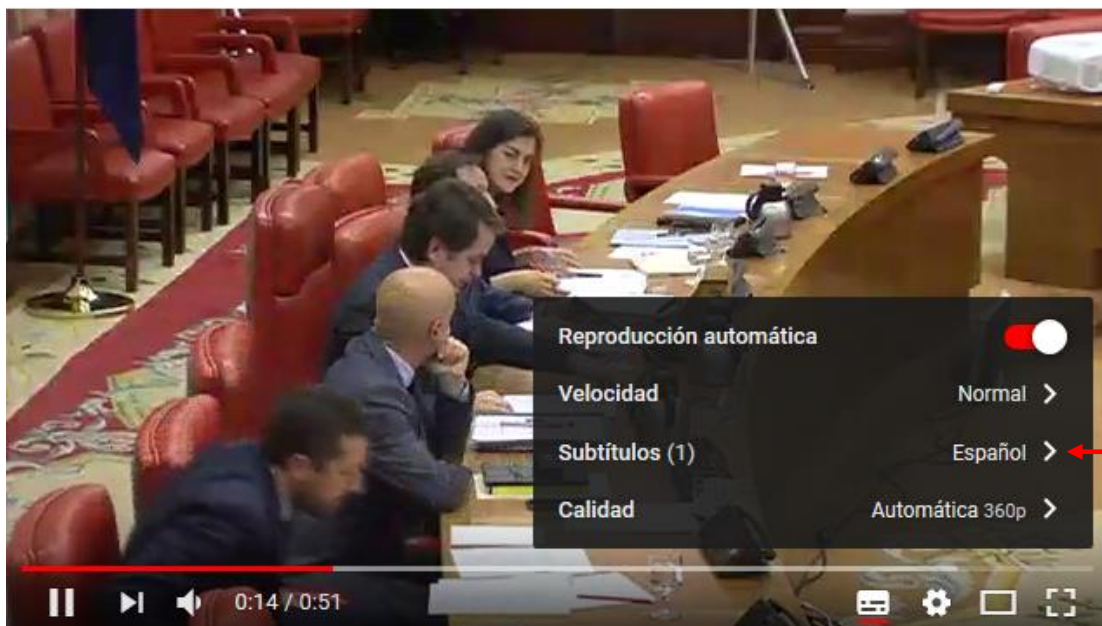 Reproducción automática
Velocidad Normal
Subtítulos (1) Español
Calidad Automática 360p
0:14 / 0:51